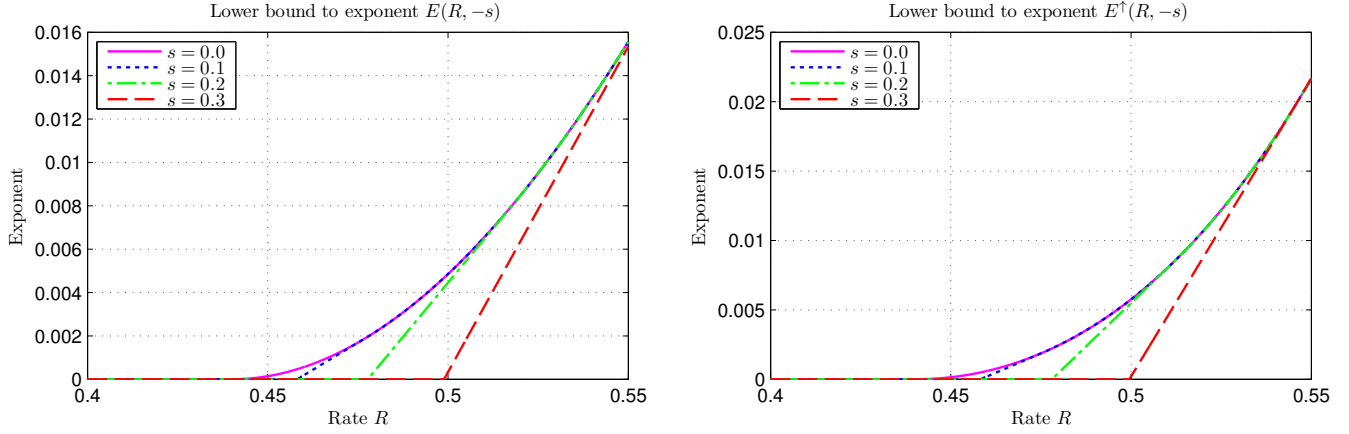 Lower bound to exponent E(R, −s)
0.016
0.014
0.012
0.01
0.008
0.006
0.004
0.002
0
Exponent
s = 0.0
s = 0.1
s = 0.2
s = 0.3
0.4
0.45
0.5
0.55
Rate R
Lower bound to exponent E↑(R, −s)
0.025
0.02
0.015
0.01
0.005
0
Exponent
s = 0.0
s = 0.1
s = 0.2
s = 0.3
0.4
0.45
0.5
0.55
Rate R